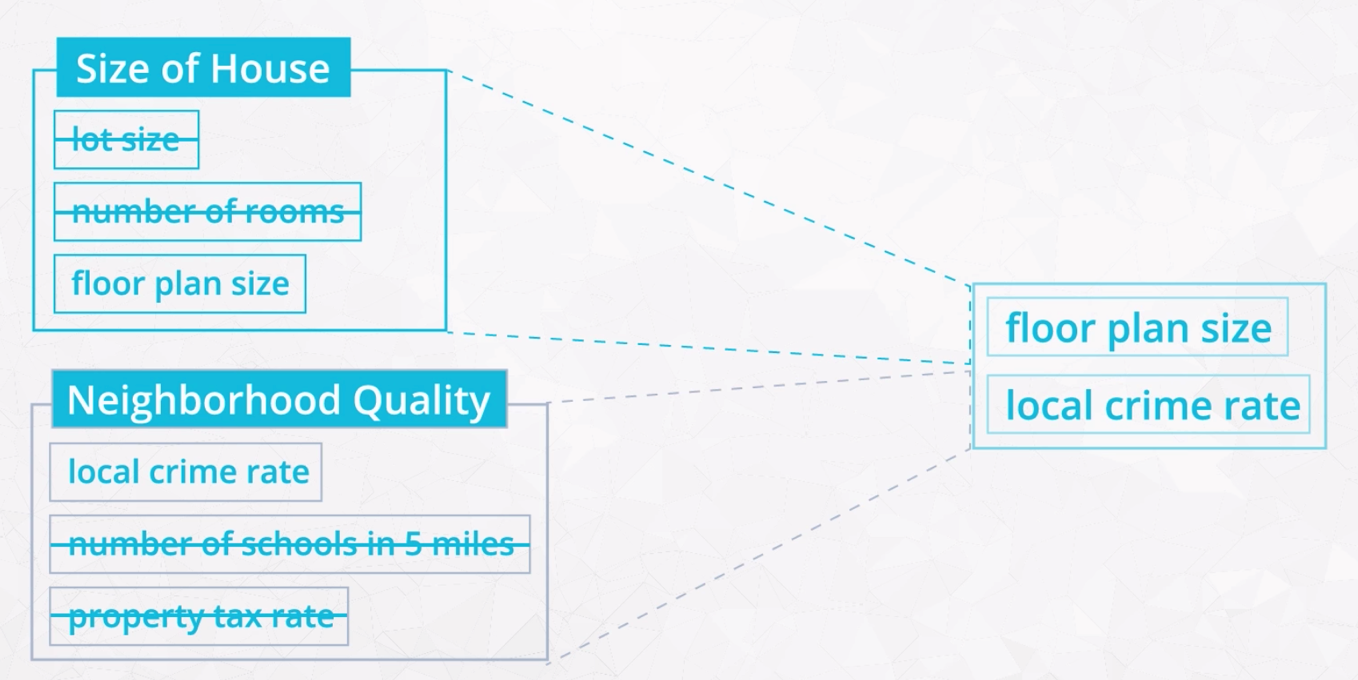 Size of House
lot size
number of rooms
floor plan size
Neighborhood Quality
local crime rate
number of schools in 5 miles
property tax rate
floor plan size
local crime rate